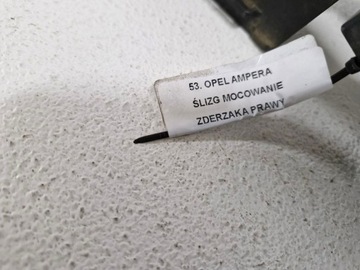 53. OPEL AMPERA
ŚLIZG MOCOWANIE
ZDERZAKA PRAWY